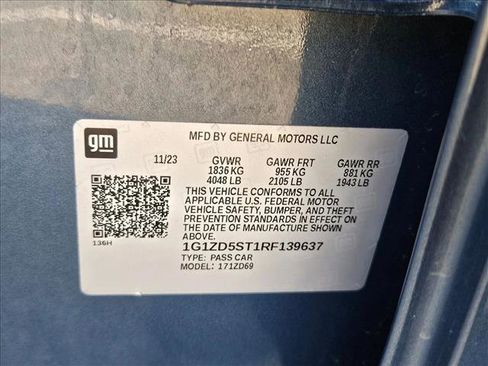 gm
MFD BY GENERAL MOTORS LLC
11/23 GVWR GAWR FRT GAWR RR
1836 KG 955 KG 881 KG
4048 LB 2105 LB 1943 LB
THIS VEHICLE CONFORMS TO ALL
APPLICABLE U.S. FEDERAL MOTOR
VEHICLE SAFETY, BUMPER, AND THEFT
PREVENTION STANDARDS IN EFFECT ON
THE DATE OF MANUFACTURE SHOWN
ABOVE.
136H
1G1ZD5ST1RF139637
TYPE: PASS CAR
MODEL: 171ZD69